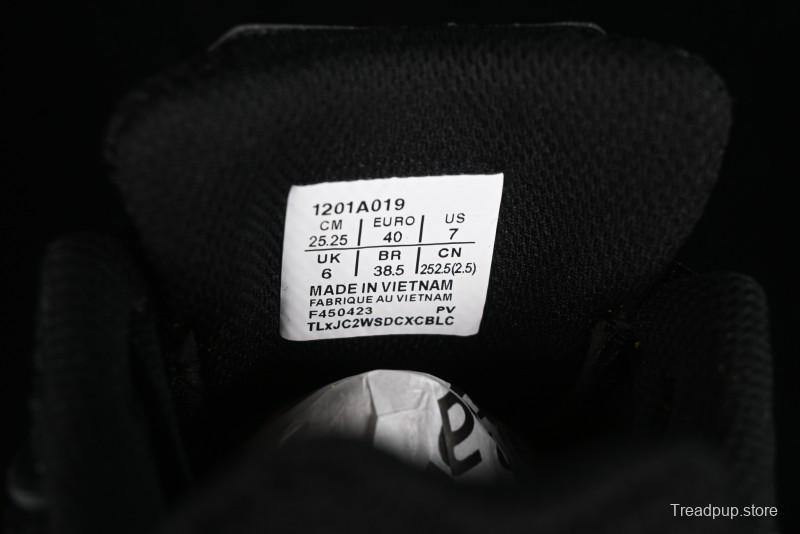 1201A019
CM EURO US
25.25 40 7
UK BR CN
6 38.5 252.5(2.5)
MADE IN VIETNAM
FABRIQUE AU VIETNAM
F450423 PV
TLxJC2WSDCXCBLC
Treadpup.store